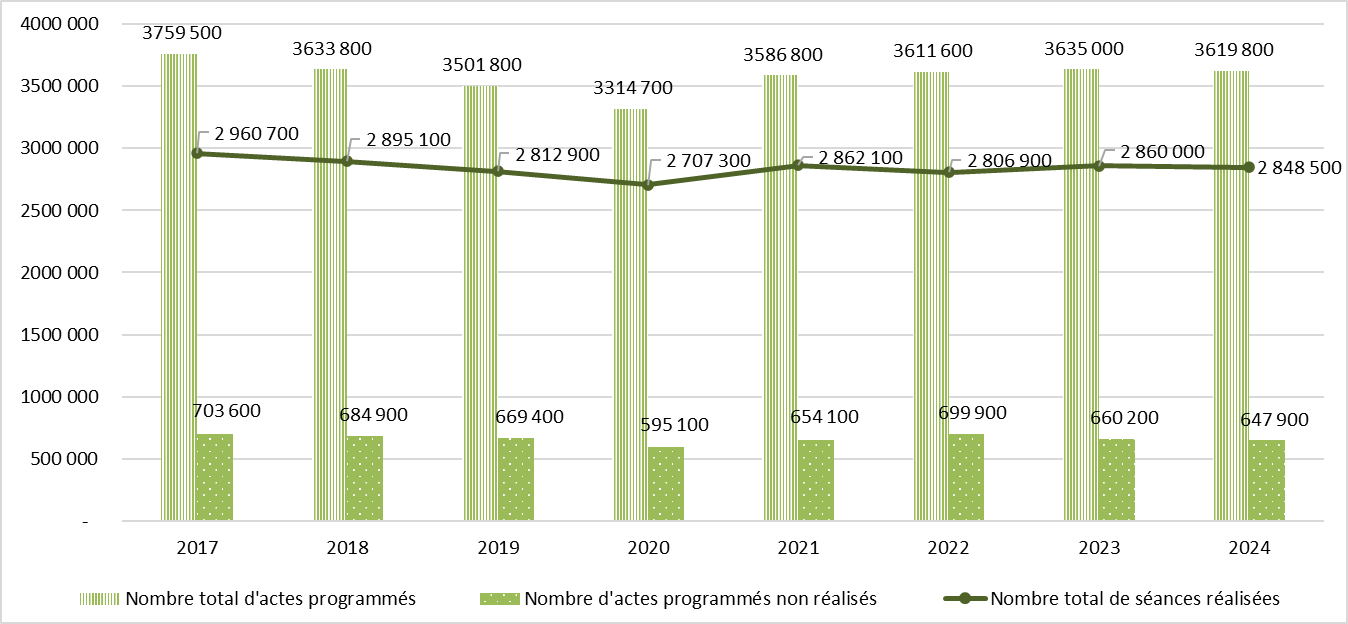 4000 000
3500 000
3000 000
2500 000
2000 000
1500 000
1000 000
500 000
-
3759 500
3633 800
3501 800
3314 700
3586 800
3611 600
3635 000
3619 800
2 960 700
2 895 100
2 812 900
2 707 300
2 862 100
2 806 900
2 860 000
2 848 500
703 600
684 900
669 400
595 100
654 100
699 900
660 200
647 900
2017 2018 2019 2020 2021 2022 2023 2024
Nombre total d'actes programmés Nombre d'actes programmés non réalisés Nombre total de séances réalisées